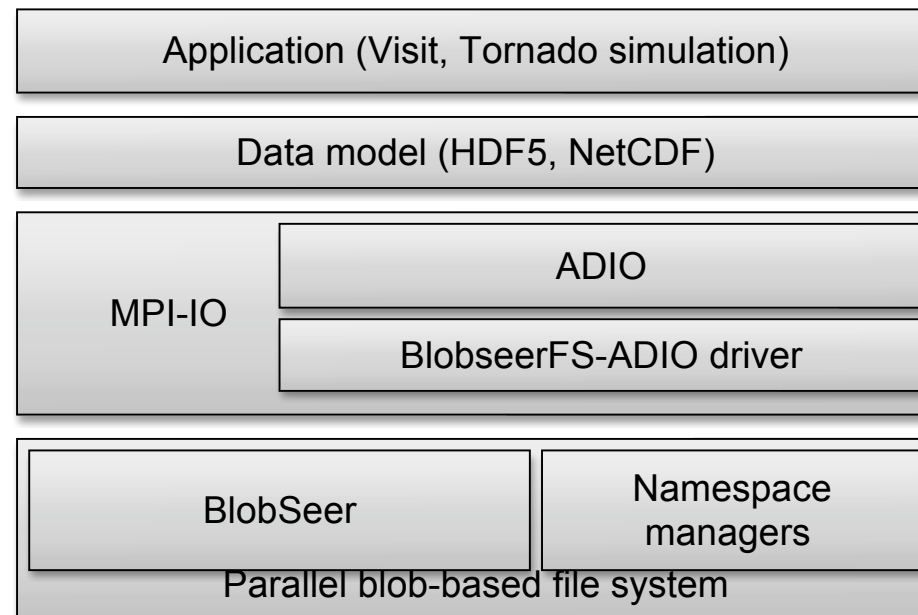 Application (Visit, Tornado simulation)
Data model (HDF5, NetCDF)
MPI-IO
ADIO
BlobseerFS-ADIO driver
BlobSeer
Namespace
managers
Parallel blob-based file system